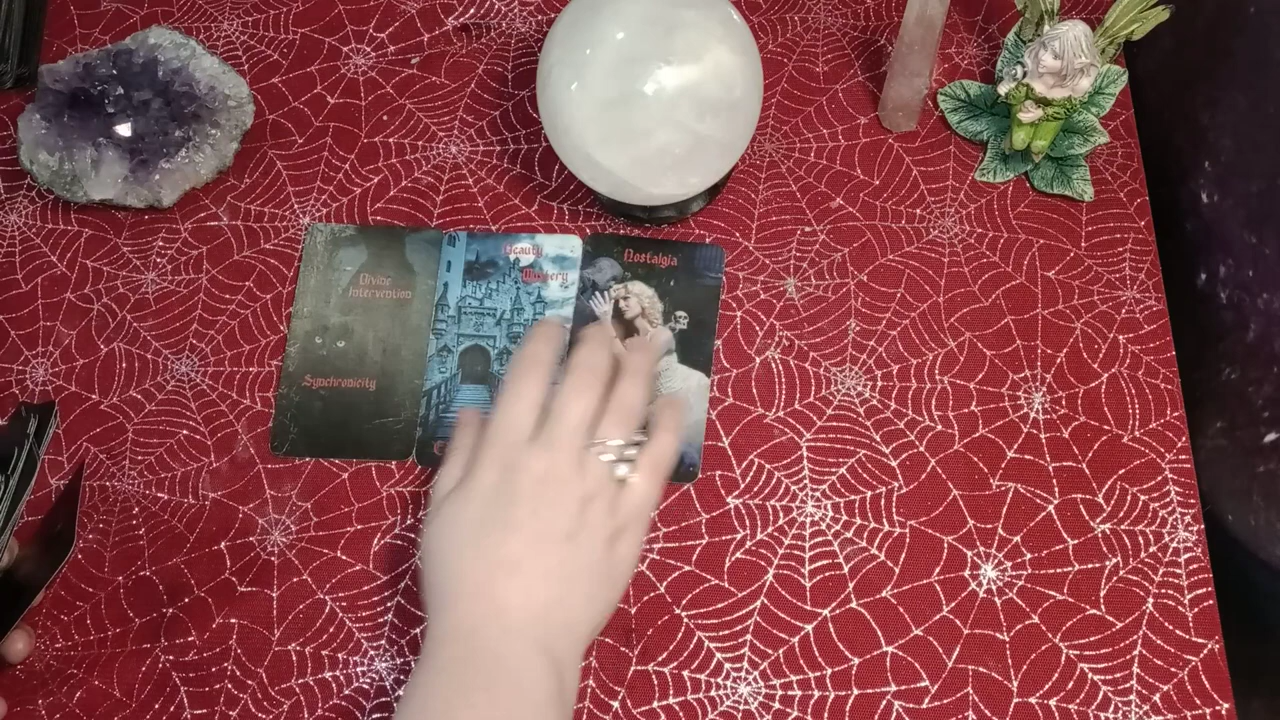 Divine
Intervention
Synchronicity
Beauty
Mystery
Nostalgia